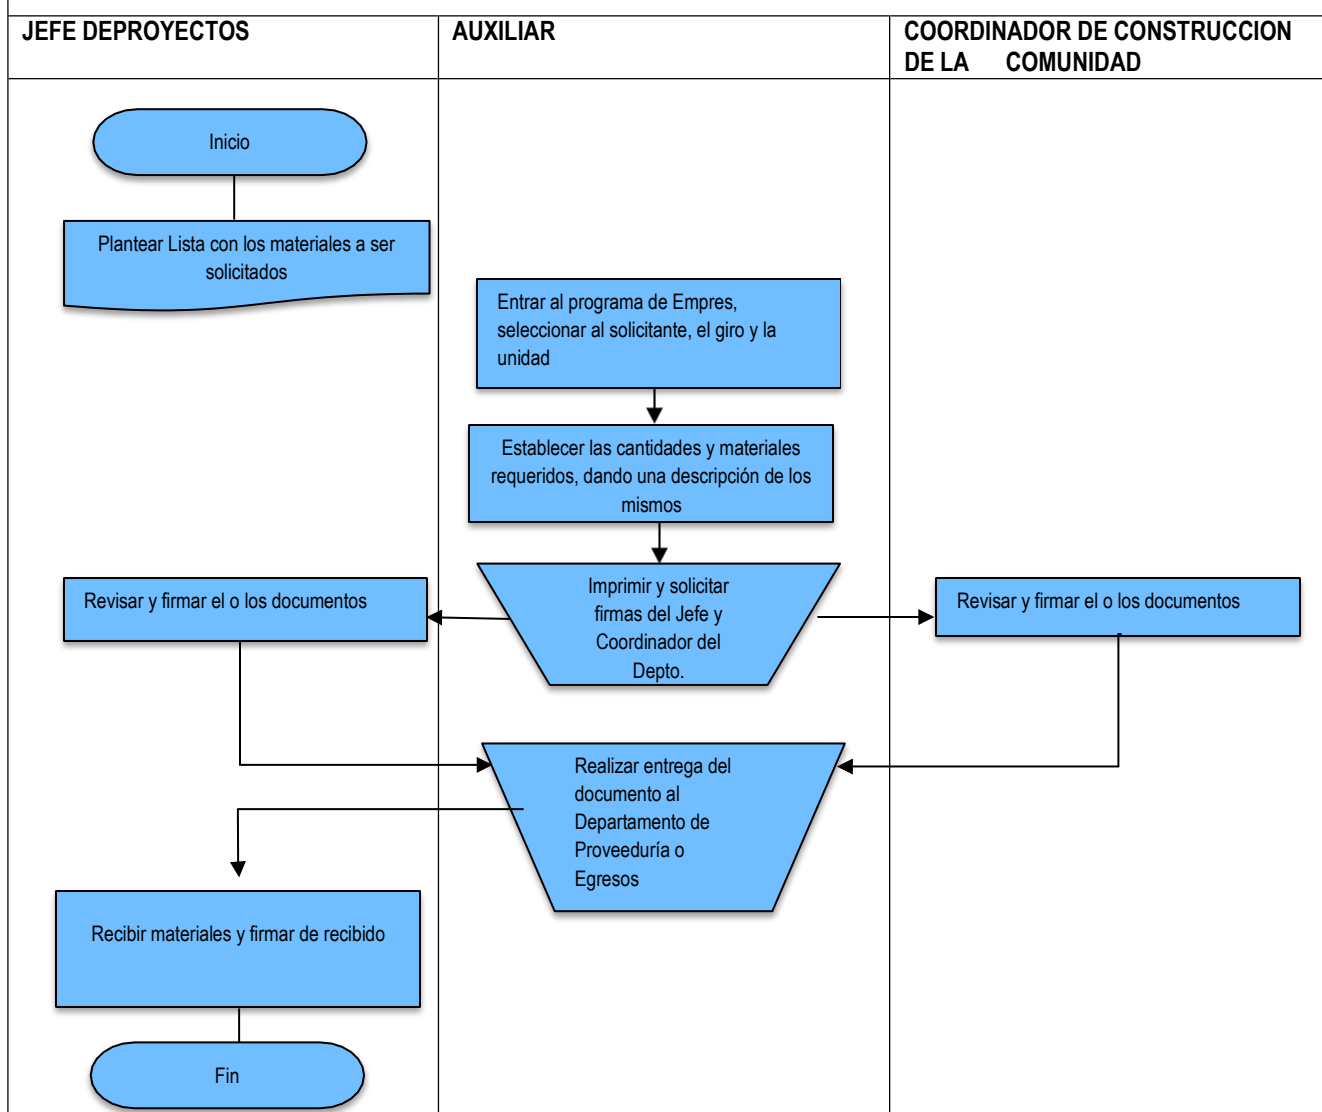 JEFE DEPROYECTOS
AUXILIAR
COORDINADOR DE CONSTRUCCION
DE LA COMUNIDAD
Inicio
Plantear Lista con los materiales a ser
solicitados
Entrar al programa de Empres,
seleccionar al solicitante, el giro y la
unidad
Establecer las cantidades y materiales
requeridos, dando una descripción de los
mismos
Imprimir y solicitar
firmas del Jefe y
Coordinador del
Depto.
Revisar y firmar el o los documentos
Revisar y firmar el o los documentos
Realizar entrega del
documento al
Departamento de
Proveeduría o
Egresos
Recibir materiales y firmar de recibido
Fin